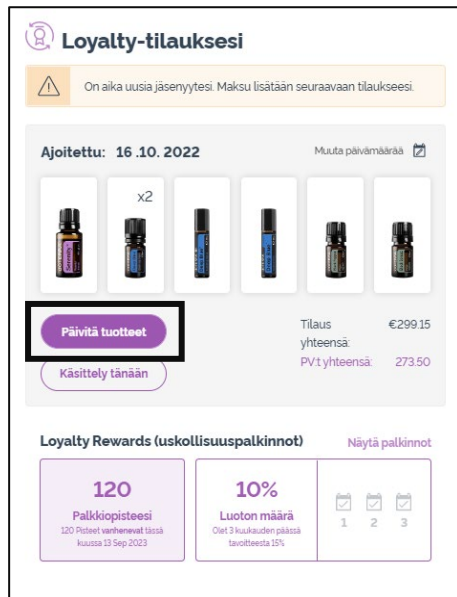 Loyalty-tilauksesi
On aika uusia jäsenyytesi. Maksu lisätään seuraavaan tilaukseesi.
Ajoitettu: 16 .10. 2022
Muuta päivämäärää
x2
Päivitä tuotteet
Käsittely tänään
Tilaus
yhteensä:
€299.15
PV:t yhteensä:
273.50
Loyalty Rewards (uskollisuuspalkinnot)
Näytä palkinnot
120
Palkkiopisteesi
120 Pisteet vanhenevat tässä
kuussa 13 Sep 2023
10%
Luoton määrä
Olet 3 kuukauden päässä
tavoitteesta 15%
1 2 3